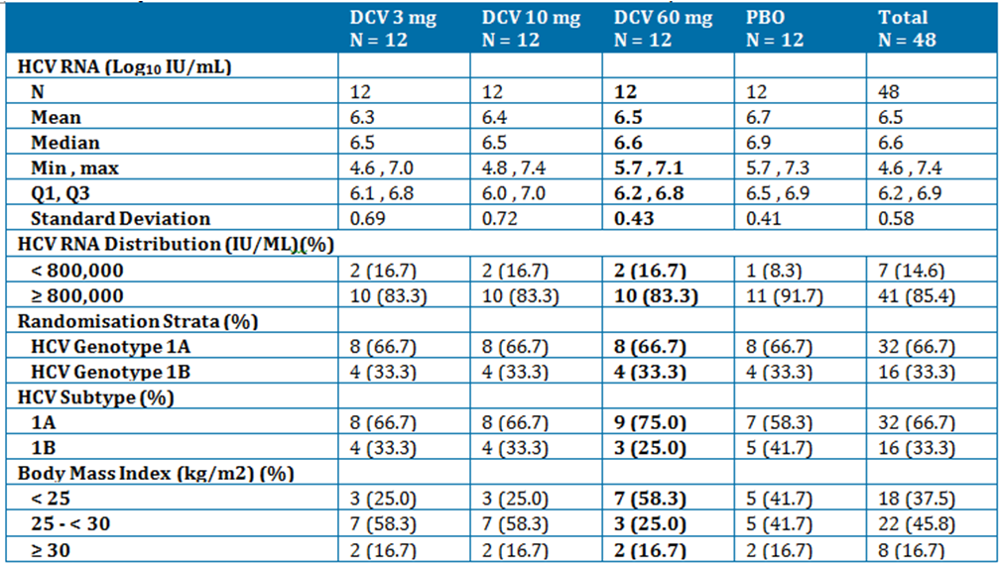 DCV 3 mg DCV 10 mg DCV 60 mg PBO Total
N = 12 N = 12 N = 12 N = 12 N = 48
HCV RNA (Log₁₀ IU/mL)
N 12 12 12 12 48
Mean 6.3 6.4 6.5 6.7 6.5
Median 6.5 6.5 6.6 6.9 6.6
Min , max 4.6 , 7.0 4.8 , 7.4 5.7 , 7.1 5.7 , 7.3 4.6 , 7.4
Q1, Q3 6.1 , 6.8 6.0 , 7.0 6.2 , 6.8 6.5 , 6.9 6.2 , 6.9
Standard Deviation 0.69 0.72 0.43 0.41 0.58
HCV RNA Distribution (IU/ML)(%)
< 800,000 2 (16.7) 2 (16.7) 2 (16.7) 1 (8.3) 7 (14.6)
≥ 800,000 10 (83.3) 10 (83.3) 10 (83.3) 11 (91.7) 41 (85.4)
Randomisation Strata (%)
HCV Genotype 1A 8 (66.7) 8 (66.7) 8 (66.7) 8 (66.7) 32 (66.7)
HCV Genotype 1B 4 (33.3) 4 (33.3) 4 (33.3) 4 (33.3) 16 (33.3)
HCV Subtype (%)
1A 8 (66.7) 8 (66.7) 9 (75.0) 7 (58.3) 32 (66.7)
1B 4 (33.3) 4 (33.3) 3 (25.0) 5 (41.7) 16 (33.3)
Body Mass Index (kg/m2) (%)
< 25 3 (25.0) 3 (25.0) 7 (58.3) 5 (41.7) 18 (37.5)
25 - < 30 7 (58.3) 7 (58.3) 3 (25.0) 5 (41.7) 22 (45.8)
≥ 30 2 (16.7) 2 (16.7) 2 (16.7) 2 (16.7) 8 (16.7)